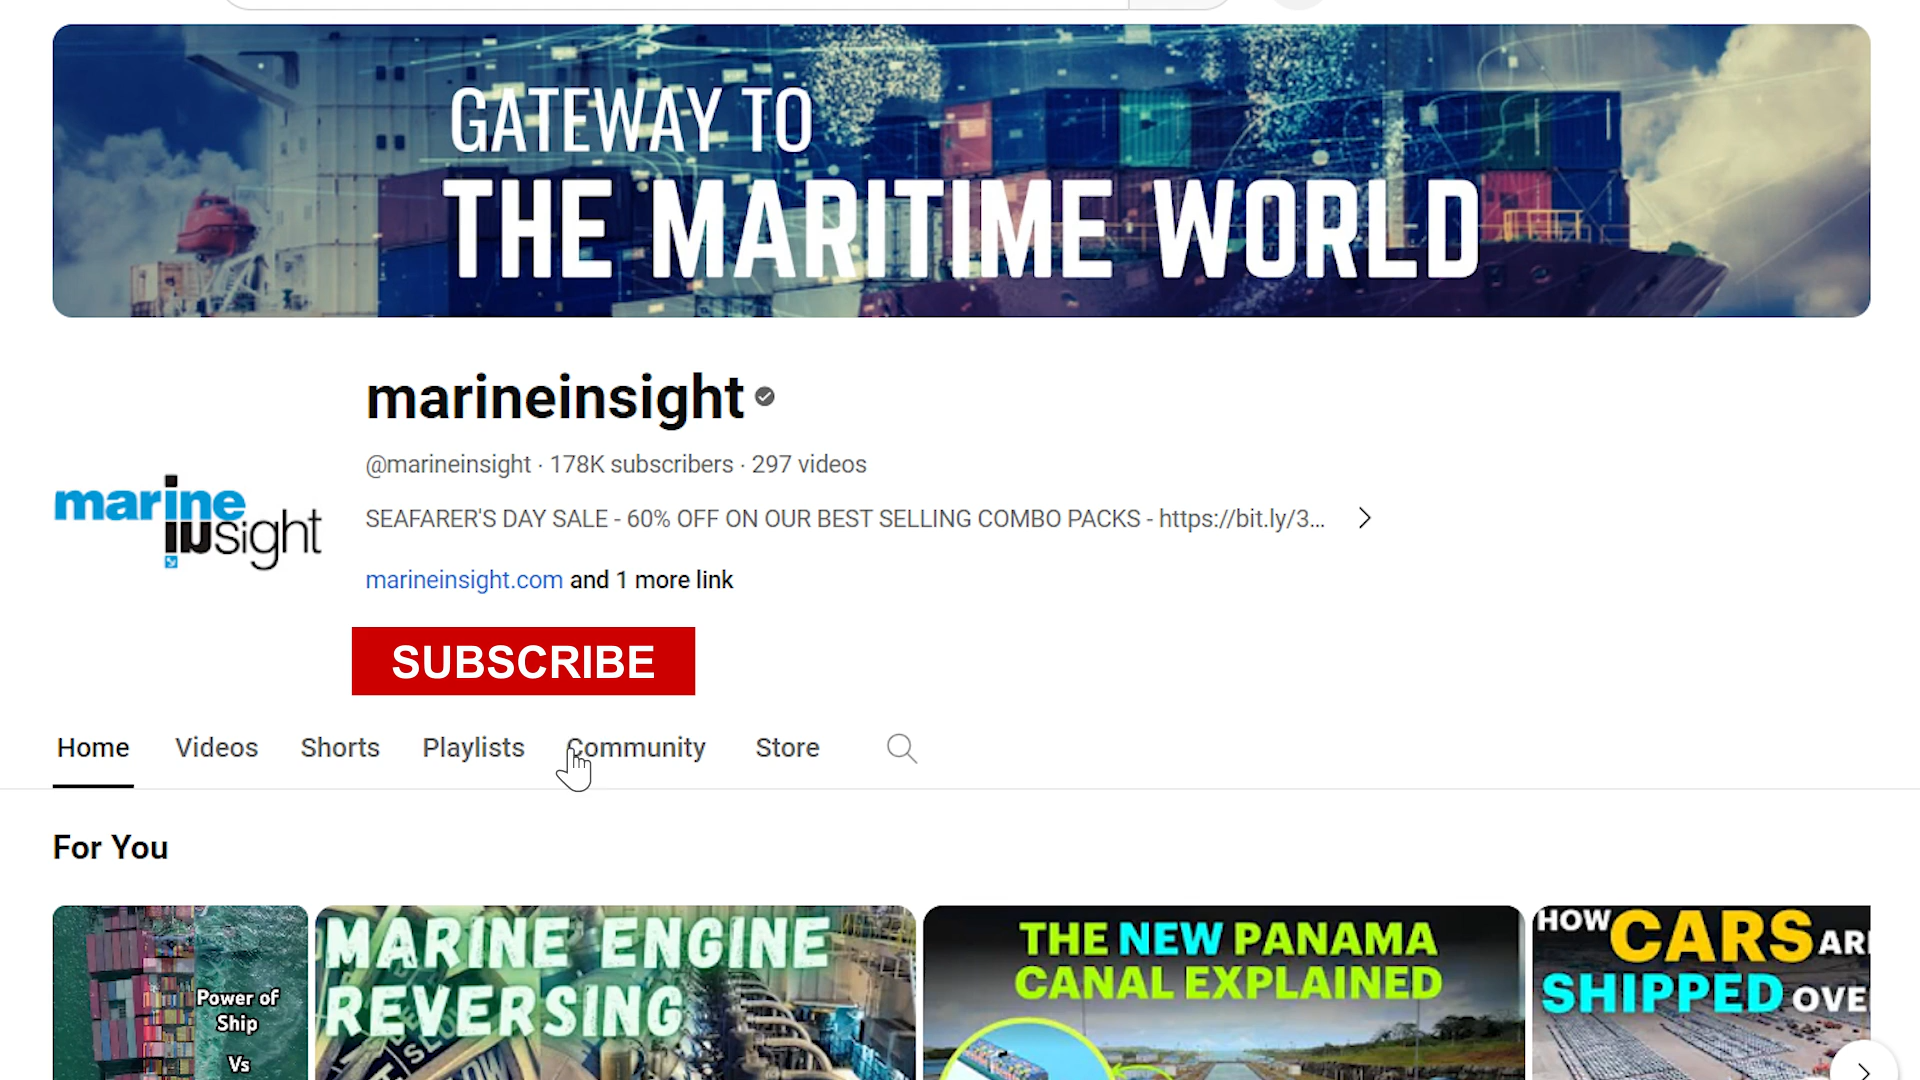 GATEWAY TO
THE MARITIME WORLD
marineinsight
@marineinsight · 178K subscribers · 297 videos
marine
insight
SEAFARER'S DAY SALE - 60% OFF ON OUR BEST SELLING COMBO PACKS - https://bit.ly/3...
marineinsight.com and 1 more link
SUBSCRIBE
Home Videos Shorts Playlists Community Store
For You
Power of
Ship
Vs
MARINE ENGINE
REVERSING
THE NEW PANAMA
CANAL EXPLAINED
HOW CARS AR
SHIPPED OVE